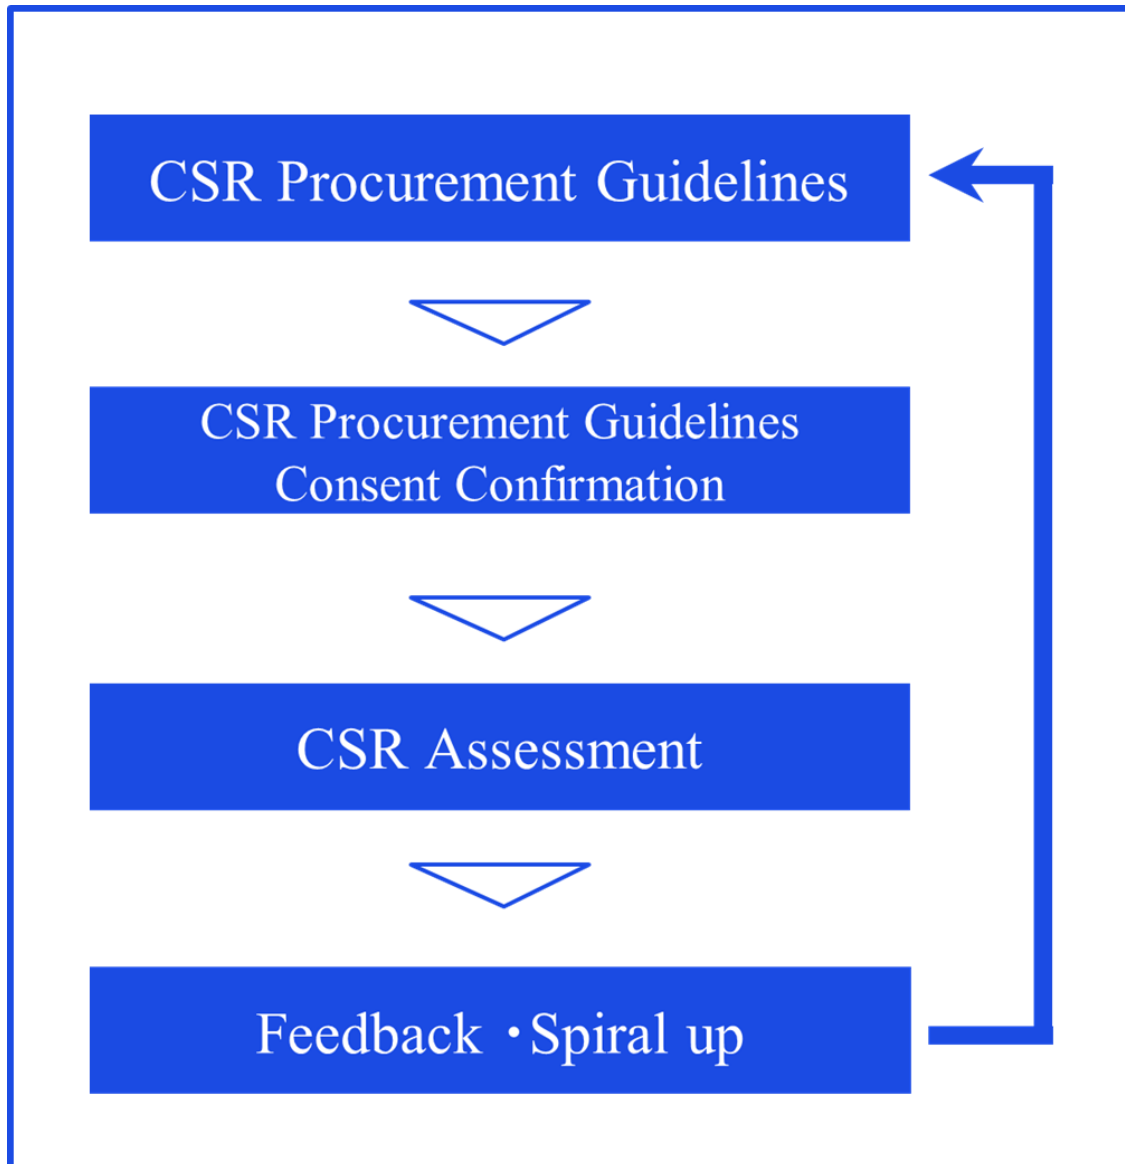 CSR Procurement Guidelines
CSR Procurement Guidelines
Consent Confirmation
CSR Assessment
Feedback ・Spiral up